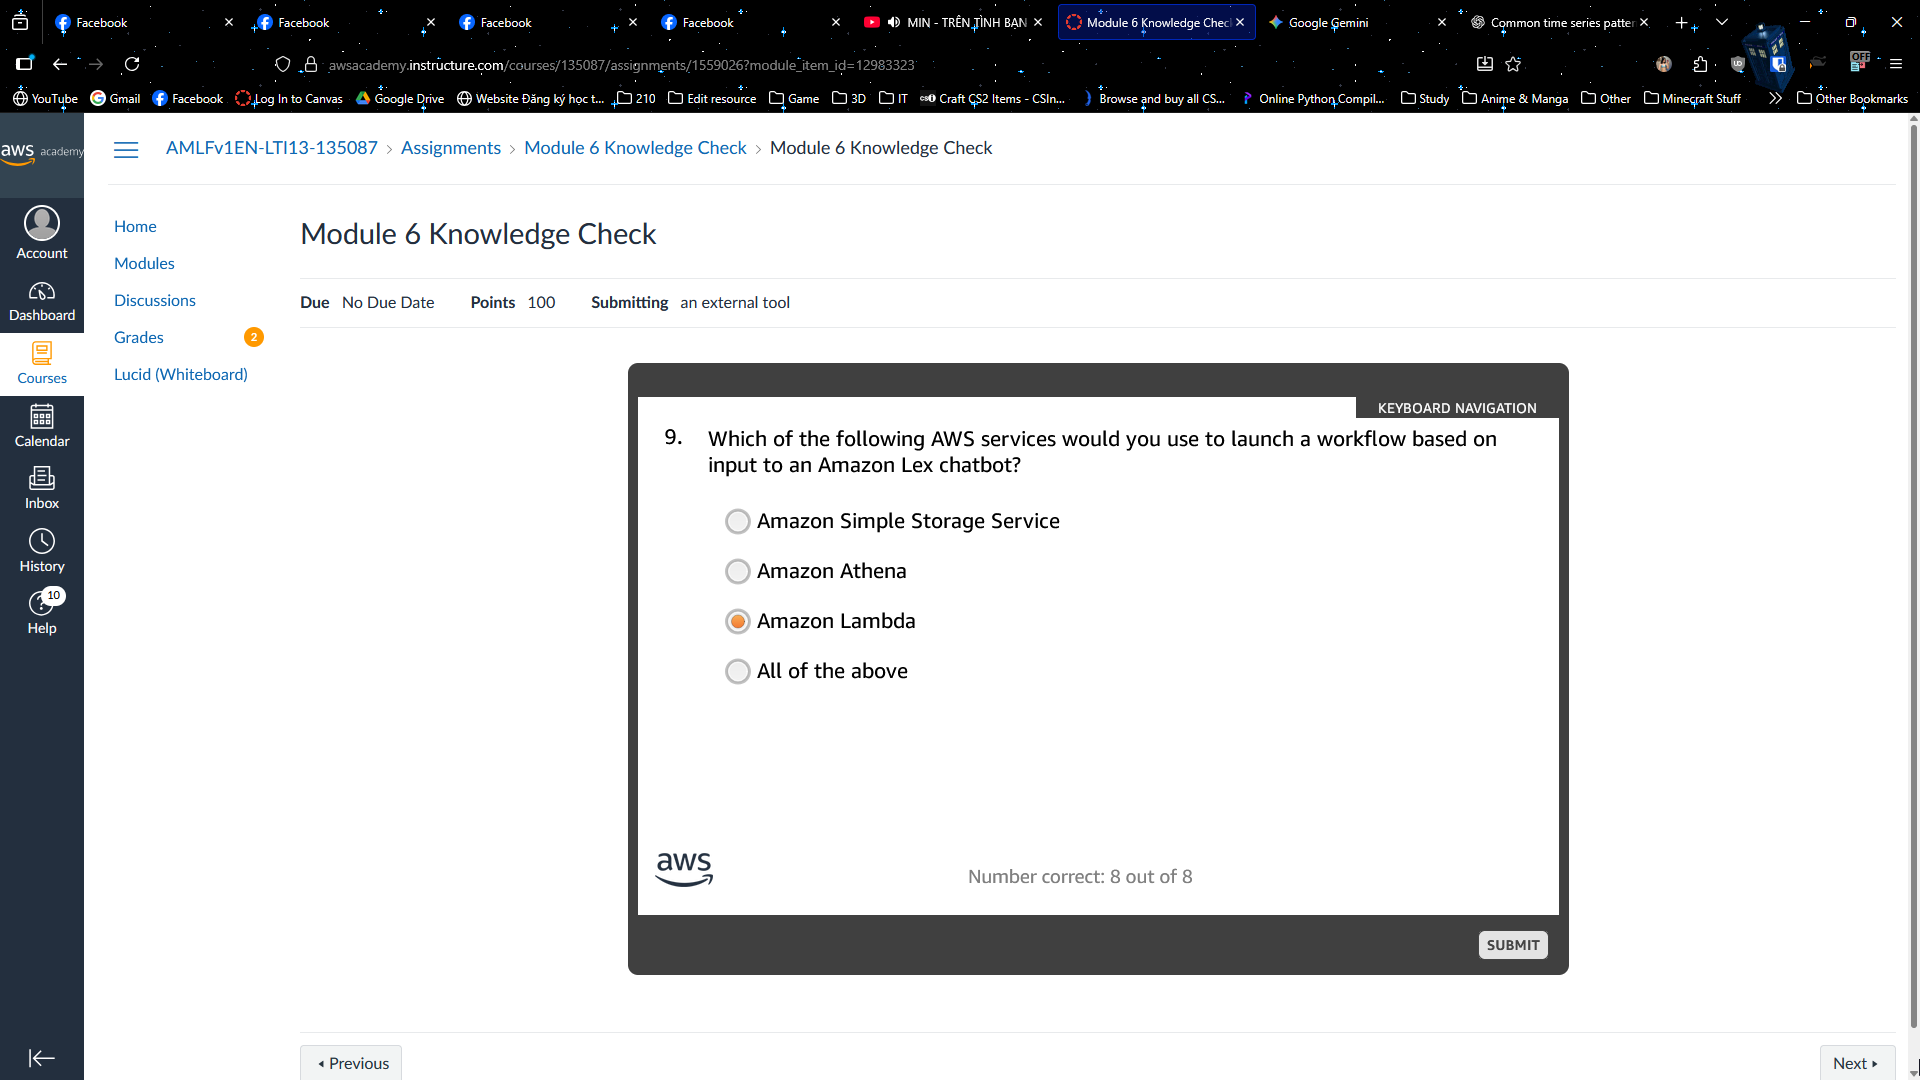 Facebook
Facebook
Facebook
Facebook
MIN - TRÊN TÌNH BẠN
Module 6 Knowledge Chec
Google Gemini
Common time series patter
awsacademy.instructure.com/courses/135087/assignments/1559026?module_item_id=12983323
OFF
YouTube
Gmail
Facebook
Log In to Canvas
Google Drive
Website Đăng ký học t...
210
Edit resource
Game
3D
IT
Craft CS2 Items - CSIn...
Browse and buy all CS...
Online Python Compil...
Study
Anime & Manga
Other
Minecraft Stuff
Other Bookmarks
aws academy
AMLFv1EN-LTI13-135087 › Assignments › Module 6 Knowledge Check › Module 6 Knowledge Check
Account
Dashboard
Courses
Calendar
Inbox
History
10
Help
Home
Modules
Discussions
Grades 2
Lucid (Whiteboard)
Module 6 Knowledge Check
Due No Due Date Points 100 Submitting an external tool
KEYBOARD NAVIGATION
9. Which of the following AWS services would you use to launch a workflow based on
input to an Amazon Lex chatbot?
Amazon Simple Storage Service
Amazon Athena
Amazon Lambda
All of the above
aws
Number correct: 8 out of 8
SUBMIT
Previous
Next